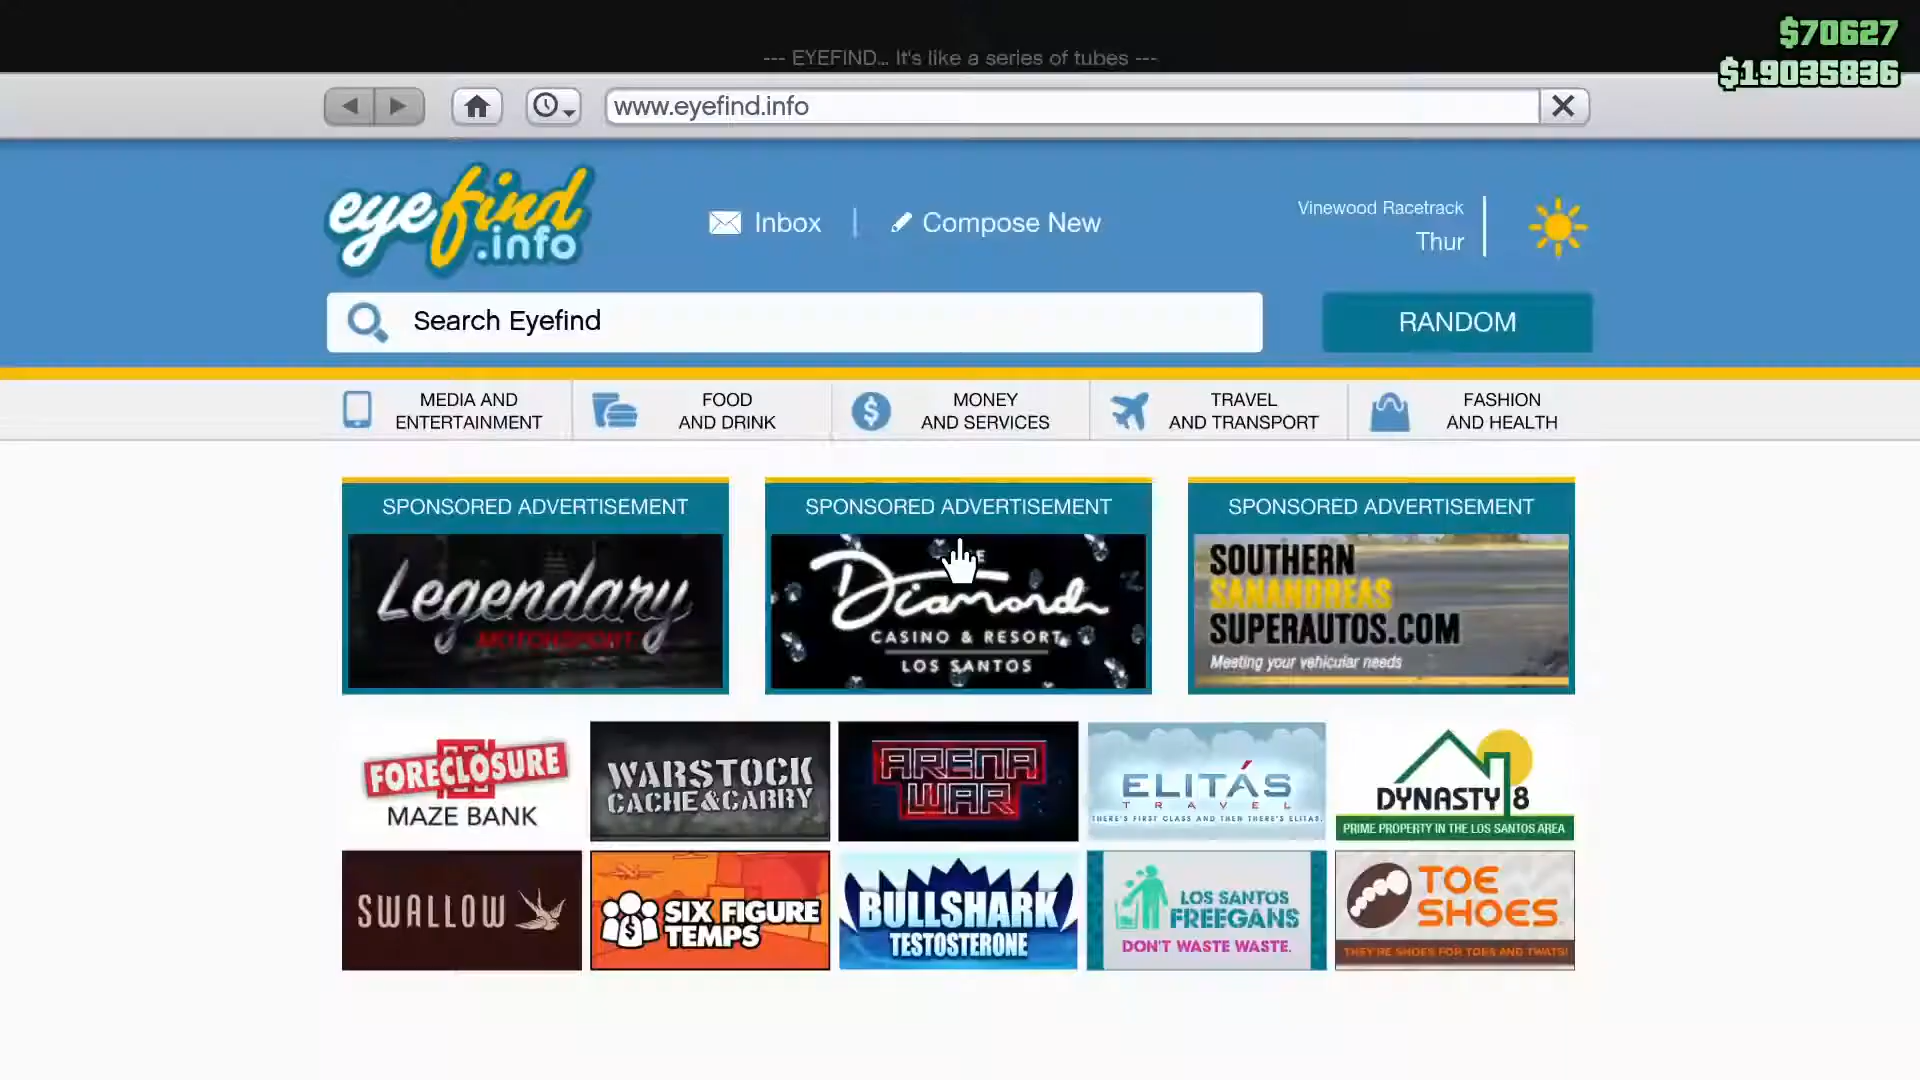 $70627
--- EYEFIND... It's like a series of tubes ---
$19035836
www.eyefind.info
eyefind
.info
Inbox
Compose New
Vinewood Racetrack
Thur
Search Eyefind
RANDOM
MEDIA AND
ENTERTAINMENT
FOOD
AND DRINK
MONEY
AND SERVICES
TRAVEL
AND TRANSPORT
FASHION
AND HEALTH
SPONSORED ADVERTISEMENT
Legendary
MOTORSPORT
SPONSORED ADVERTISEMENT
Diamond
CASINO & RESORT
LOS SANTOS
SPONSORED ADVERTISEMENT
SOUTHERN
SANANDREAS
SUPERAUTOS.COM
Meeting your vehicular needs
FORECLOSURE
MAZE BANK
WARSTOCK
CACHE&CARRY
ARENA
WAR
ELITÁS
TRAVEL
THERE'S FIRST CLASS AND THEN THERE'S ELITAS.
DYNASTY 8
PRIME PROPERTY IN THE LOS SANTOS AREA
SWALLOW
SIX FIGURE
TEMPS
BULLSHARK
TESTOSTERONE
LOS SANTOS
FREEGANS
DON'T WASTE WASTE.
TOE
SHOES
THEY'RE SHOES FOR TOES AND TWATS!